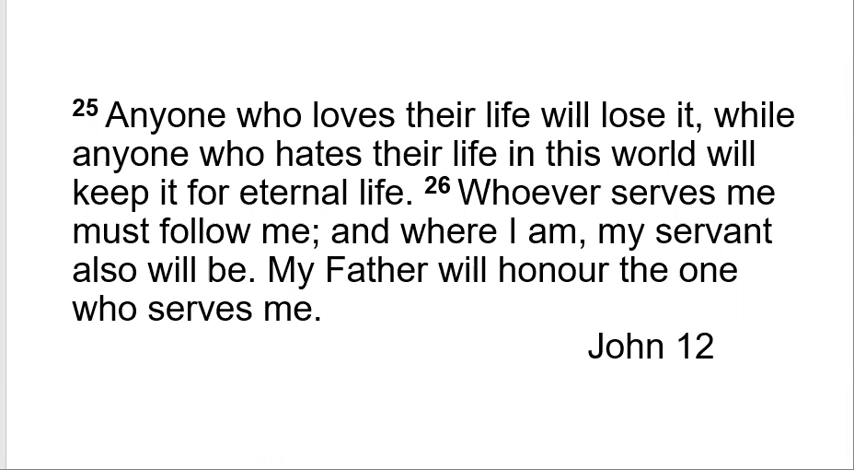 25 Anyone who loves their life will lose it, while
anyone who hates their life in this world will
keep it for eternal life. 26 Whoever serves me
must follow me; and where I am, my servant
also will be. My Father will honour the one
who serves me.
John 12